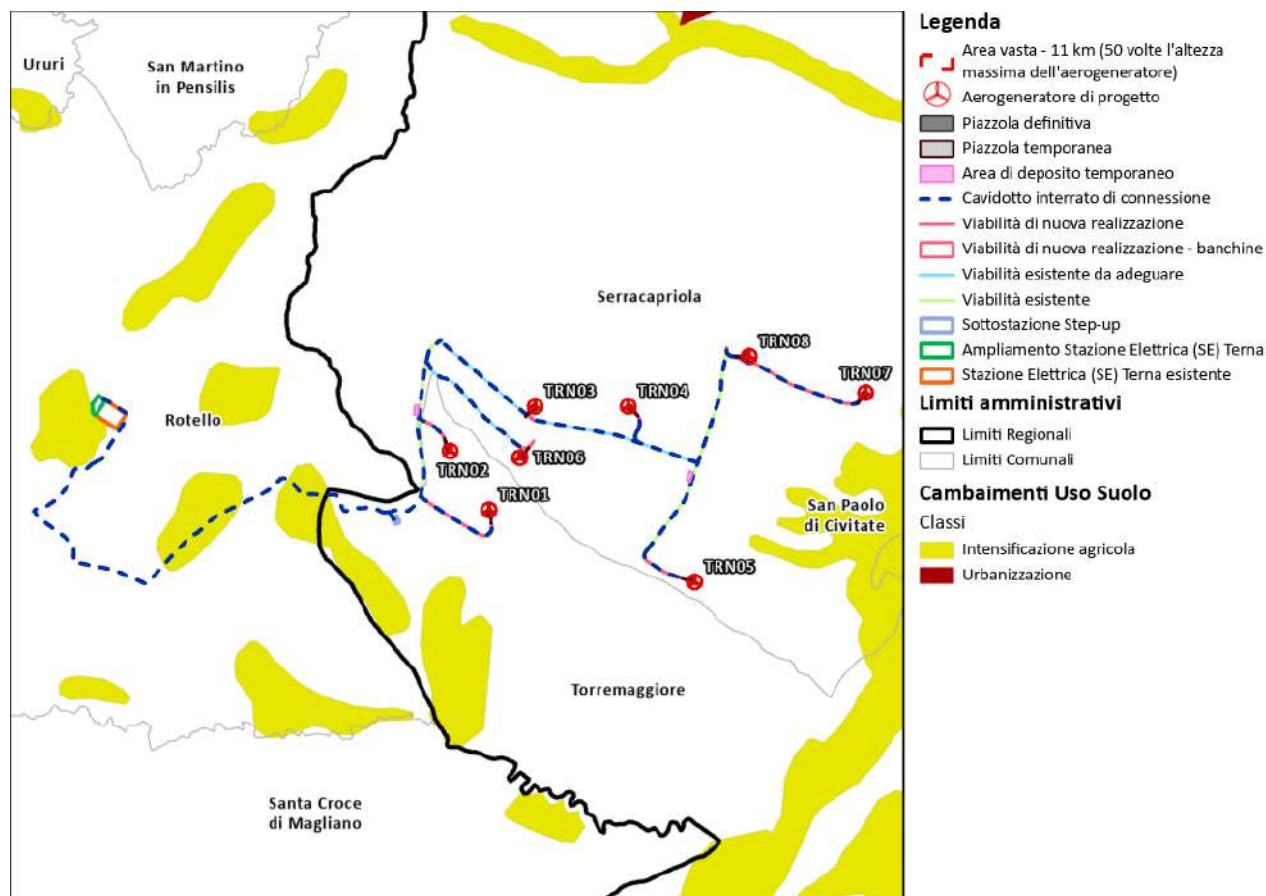 Ururi
San Martino
in Pensilis
Serracapriola
TRN08
TRN07
TRN03
TRN04
Rotello
TRN02
TRN06
TRN01
San Paolo
di Civitate
TRN05
Torremaggiore
Santa Croce
di Magliano
Legenda
Area vasta - 11 km (50 volte l'altezza
massima dell'aerogeneratore)
Aerogeneratore di progetto
Piazzola definitiva
Piazzola temporanea
Area di deposito temporaneo
Cavidotto interrato di connessione
Viabilità di nuova realizzazione
Viabilità di nuova realizzazione - banchine
Viabilità esistente da adeguare
Viabilità esistente
Sottostazione Step-up
Ampliamento Stazione Elettrica (SE) Terna
Stazione Elettrica (SE) Terna esistente
Limiti amministrativi
Limiti Regionali
Limiti Comunali
Cambaimenti Uso Suolo
Classi
Intensificazione agricola
Urbanizzazione